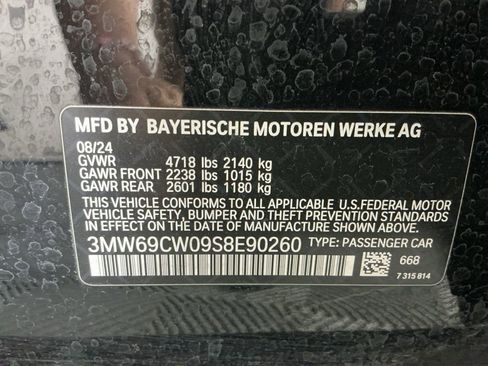 MFD BY BAYERISCHE MOTOREN WERKE AG
08/24
GVWR 4718 lbs 2140 kg
GAWR FRONT 2238 lbs 1015 kg
GAWR REAR 2601 lbs 1180 kg
THIS VEHICLE CONFORMS TO ALL APPLICABLE U.S.FEDERAL MOTOR
VEHICLE SAFETY, BUMPER, AND THEFT PREVENTION STANDARDS
IN EFFECT ON THE DATE OF MANUFACTURE SHOWN ABOVE.
3MW69CW09S8E90260 TYPE: PASSENGER CAR
668
7 315 814